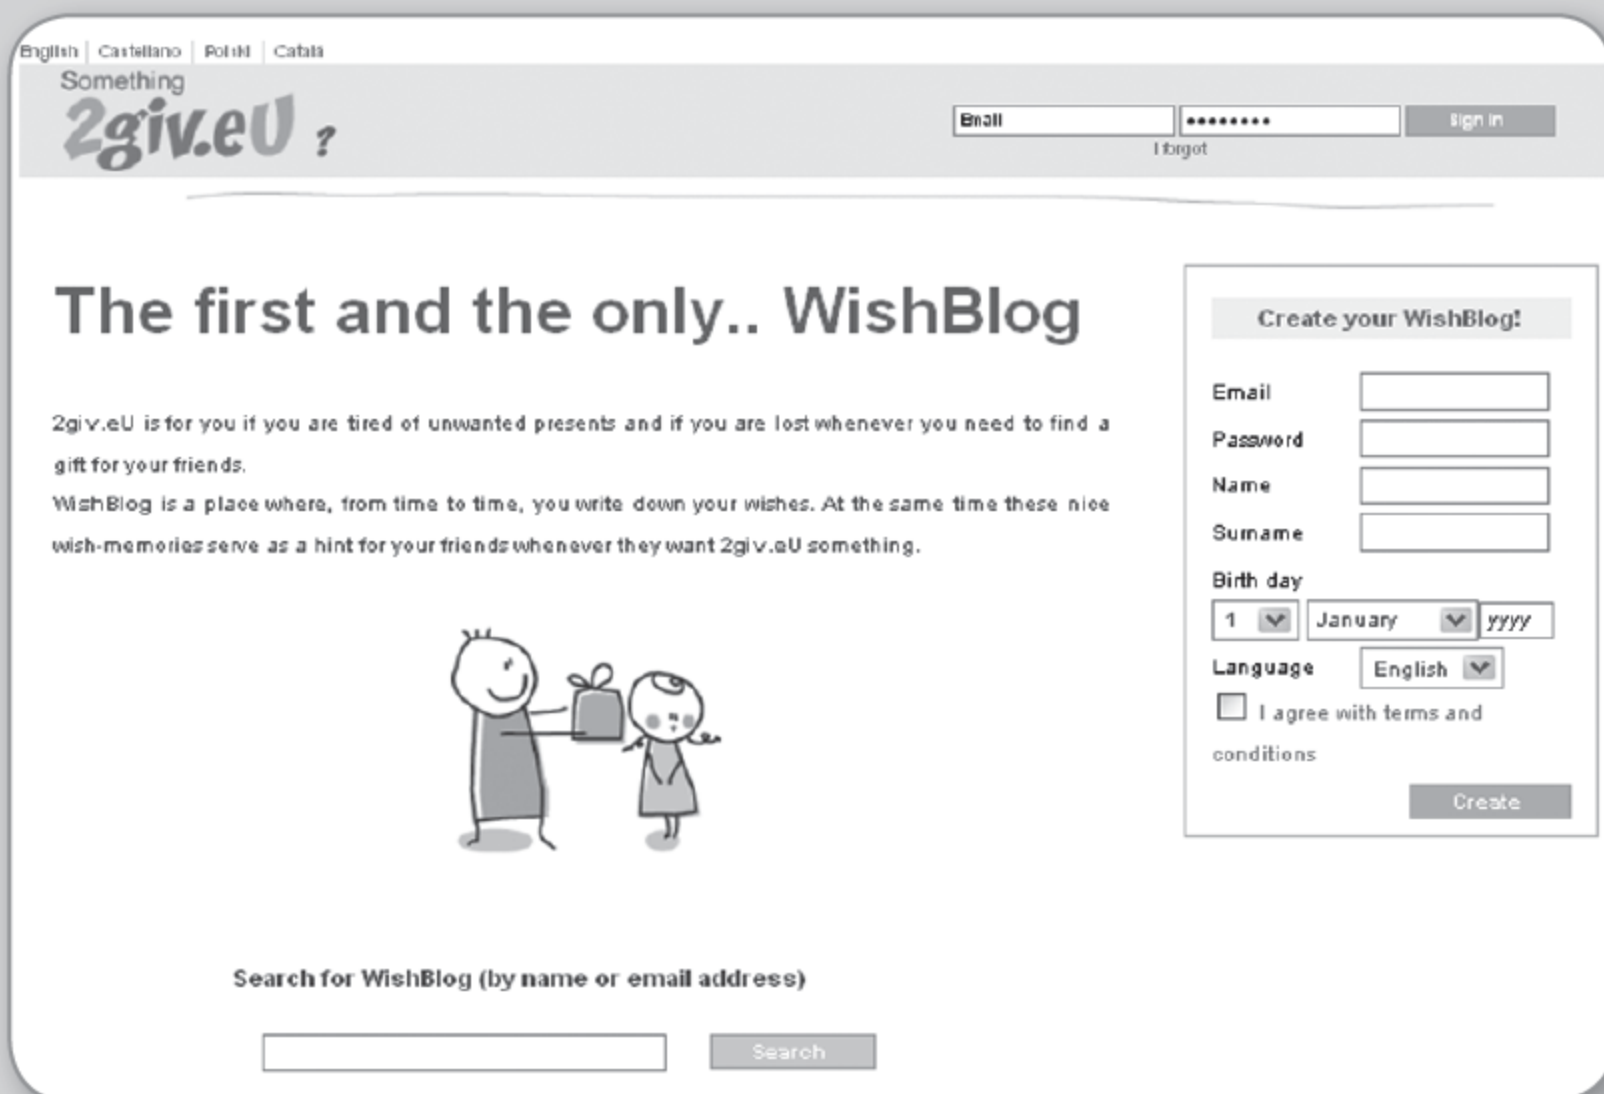 English | Castellano | Polski | Català
Something
2giv.eU ?
Email •••••••• Sign in
I forgot
The first and the only.. WishBlog
2giv.eU is for you if you are tired of unwanted presents and if you are lost whenever you need to find a
gift for your friends.
WishBlog is a place where, from time to time, you write down your wishes. At the same time these nice
wish-memories serve as a hint for your friends whenever they want 2giv.eU something.
Create your WishBlog!
Email
Password
Name
Surname
Birth day
1 January yyyy
Language English
I agree with terms and
conditions
Create
Search for WishBlog (by name or email address)
Search